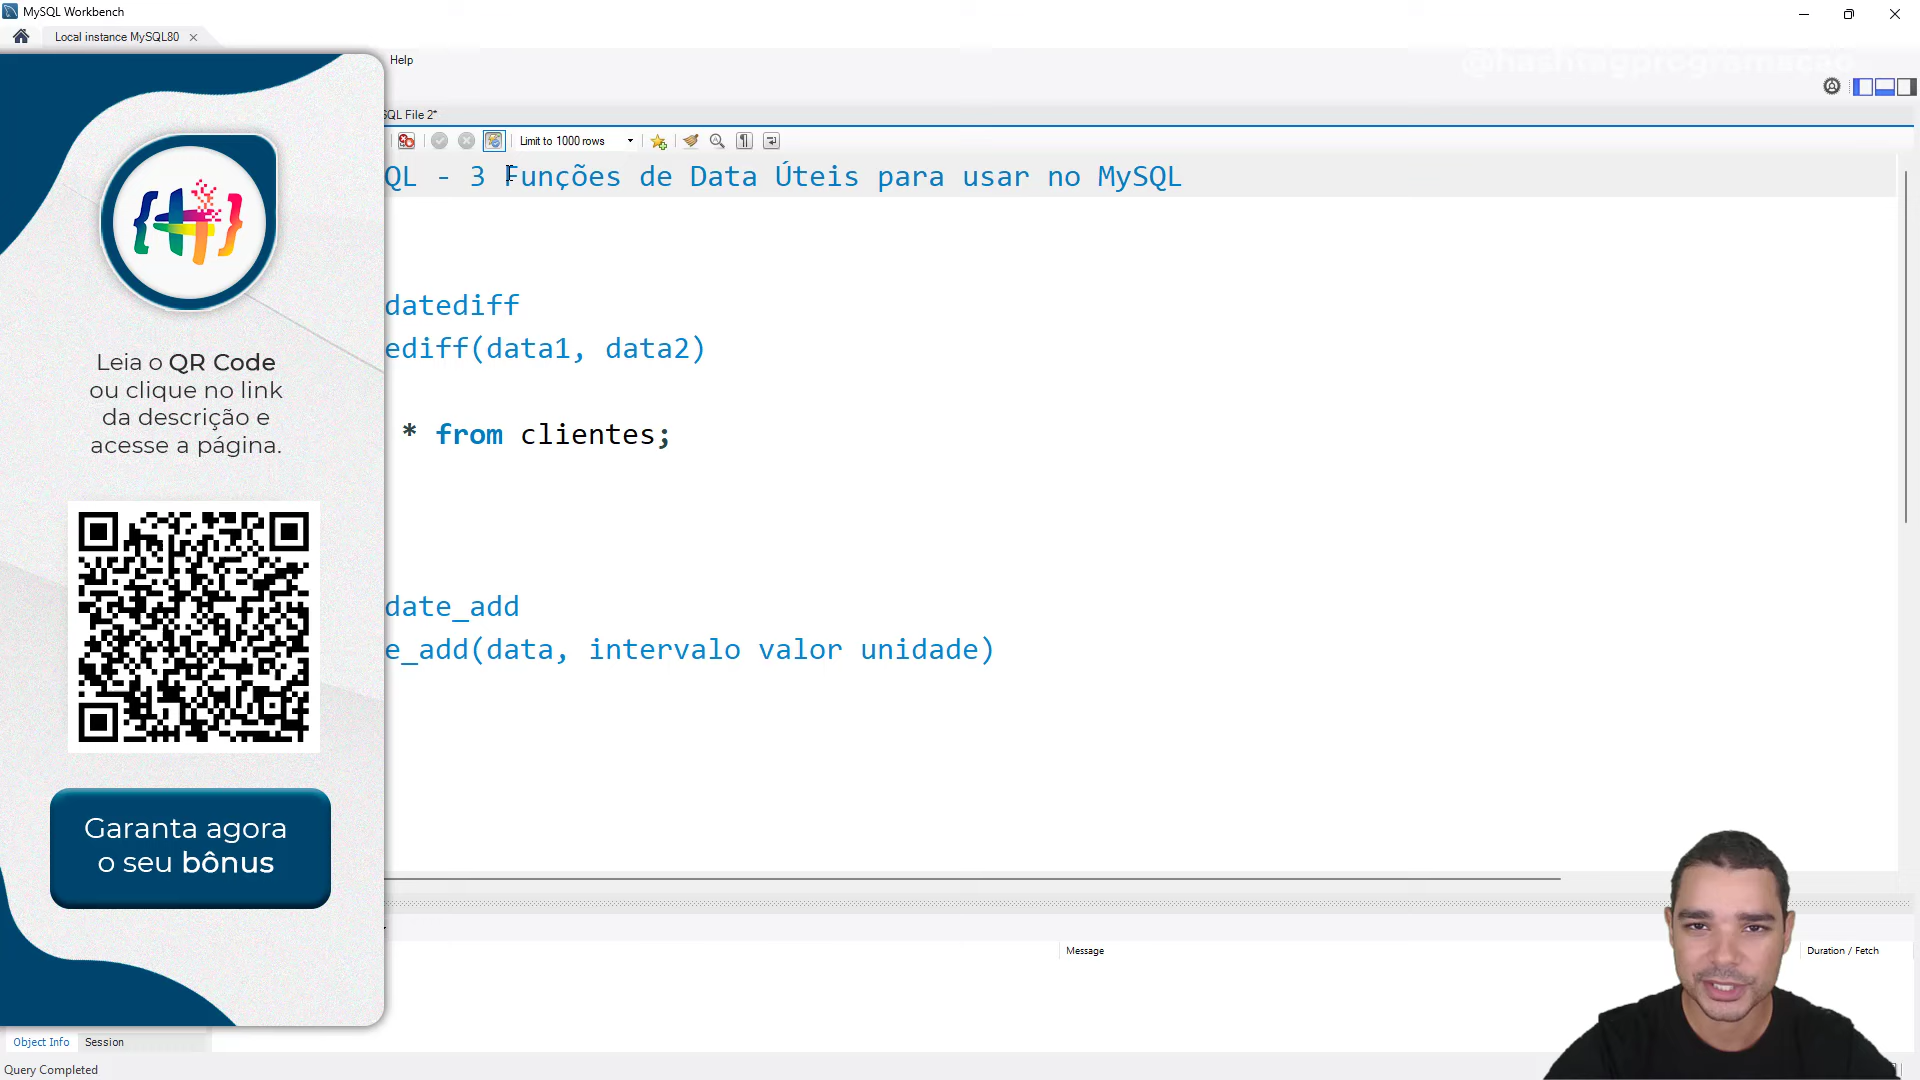 MySQL Workbench
Local instance MySQL80
Help
@hashtagprogramacao
SQL File 2*
Limit to 1000 rows
QL - 3 Funções de Data Úteis para usar no MySQL
datediff
ediff(data1, data2)
* from clientes;
date_add
e_add(data, intervalo valor unidade)
Leia o QR Code
ou clique no link
da descrição e
acesse a página.
Garanta agora
o seu bônus
Message
Duration / Fetch
Object Info
Session
Query Completed